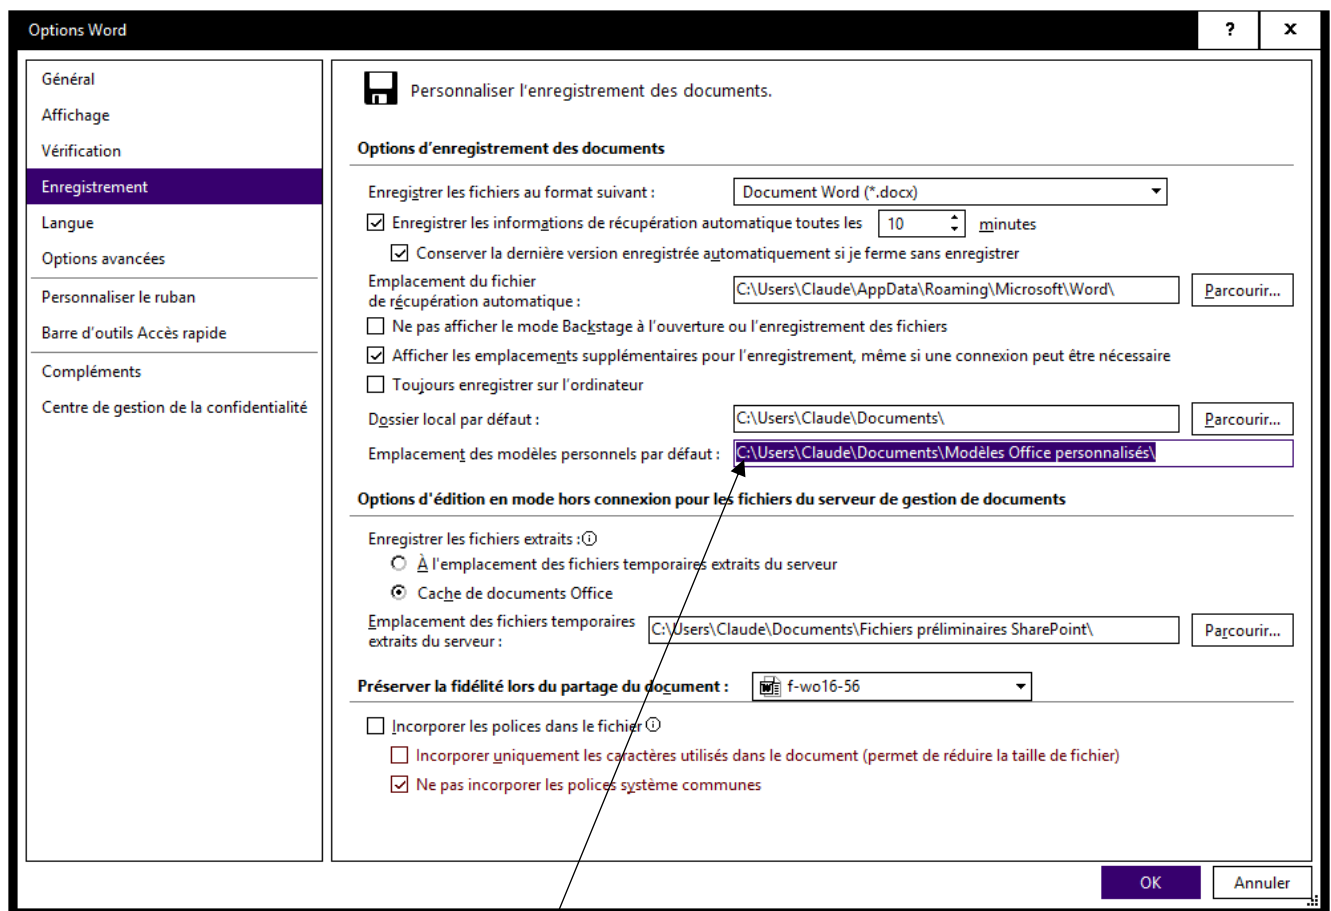 Options Word
?
x
Général
Affichage
Vérification
Enregistrement
Langue
Options avancées
Personnaliser le ruban
Barre d'outils Accès rapide
Compléments
Centre de gestion de la confidentialité
Personnaliser l'enregistrement des documents.
Options d'enregistrement des documents
Enregistrer les fichiers au format suivant : Document Word (*.docx)
Enregistrer les informations de récupération automatique toutes les 10 minutes
Conserver la dernière version enregistrée automatiquement si je ferme sans enregistrer
Emplacement du fichier
de récupération automatique : C:\Users\Claude\AppData\Roaming\Microsoft\Word\ Parcourir...
Ne pas afficher le mode Backstage à l'ouverture ou l'enregistrement des fichiers
Afficher les emplacements supplémentaires pour l'enregistrement, même si une connexion peut être nécessaire
Toujours enregistrer sur l'ordinateur
Dossier local par défaut : C:\Users\Claude\Documents\ Parcourir...
Emplacement des modèles personnels par défaut : C:\Users\Claude\Documents\Modèles Office personnalisés\
Options d'édition en mode hors connexion pour les fichiers du serveur de gestion de documents
Enregistrer les fichiers extraits :
À l'emplacement des fichiers temporaires extraits du serveur
Cache de documents Office
Emplacement des fichiers temporaires
extraits du serveur : C:\Users\Claude\Documents\Fichiers préliminaires SharePoint\ Parcourir...
Préserver la fidélité lors du partage du document : f-wo16-56
Incorporer les polices dans le fichier
Incorporer uniquement les caractères utilisés dans le document (permet de réduire la taille de fichier)
Ne pas incorporer les polices système communes
OK
Annuler